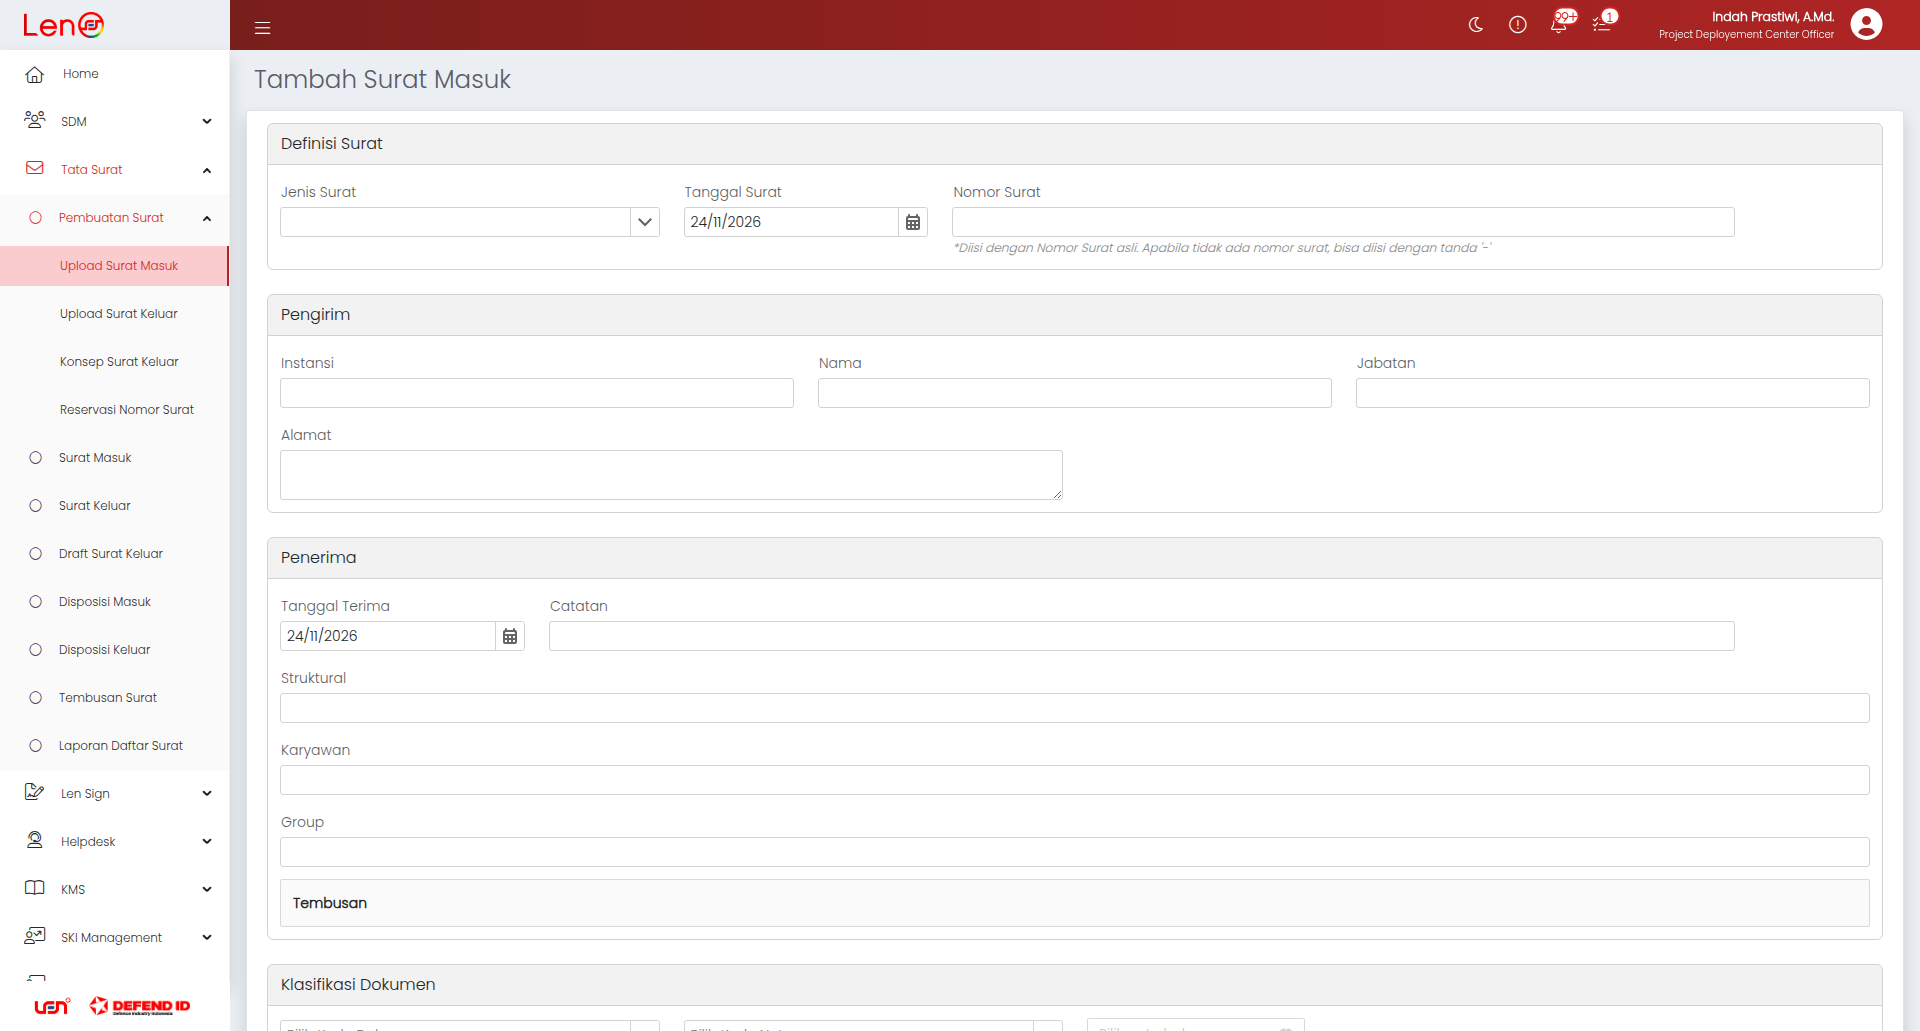 Len
99+
1
Indah Prastiwi, A.Md.
Project Deployement Center Officer
Home
SDM
Tata Surat
Pembuatan Surat
Upload Surat Masuk
Upload Surat Keluar
Konsep Surat Keluar
Reservasi Nomor Surat
Surat Masuk
Surat Keluar
Draft Surat Keluar
Disposisi Masuk
Disposisi Keluar
Tembusan Surat
Laporan Daftar Surat
Len Sign
Helpdesk
KMS
SKI Management
Len
DEFEND ID
Defence Industry Indonesia
Tambah Surat Masuk
Definisi Surat
Jenis Surat
Tanggal Surat
Nomor Surat
24/11/2026
*Diisi dengan Nomor Surat asli. Apabila tidak ada nomor surat, bisa diisi dengan tanda '-'
Pengirim
Instansi
Nama
Jabatan
Alamat
Penerima
Tanggal Terima
Catatan
24/11/2026
Struktural
Karyawan
Group
Tembusan
Klasifikasi Dokumen